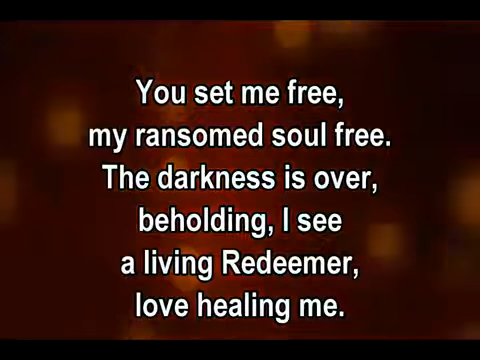 You set me free,
my ransomed soul free.
The darkness is over,
beholding, I see
a living Redeemer,
love healing me.